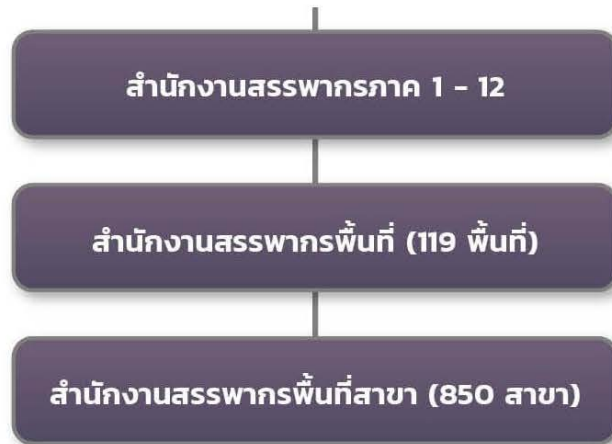 สำนักงานสรรพากรภาค 1 - 12
สำนักงานสรรพากรพื้นที่ (119 พื้นที่)
สำนักงานสรรพากรพื้นที่สาขา (850 สาขา)